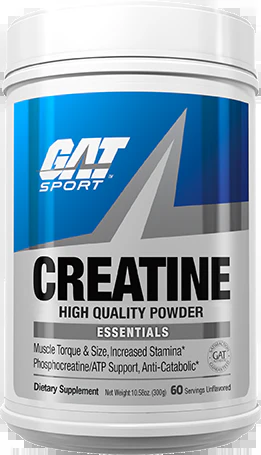 GAT
SPORT
CREATINE
HIGH QUALITY POWDER
ESSENTIALS
Muscle Torque & Size, Increased Stamina*
Phosphocreatine/ATP Support, Anti-Catabolic*
GAT
Dietary Supplement Net Weight 10.58oz. (300g) 60 Servings Unflavored